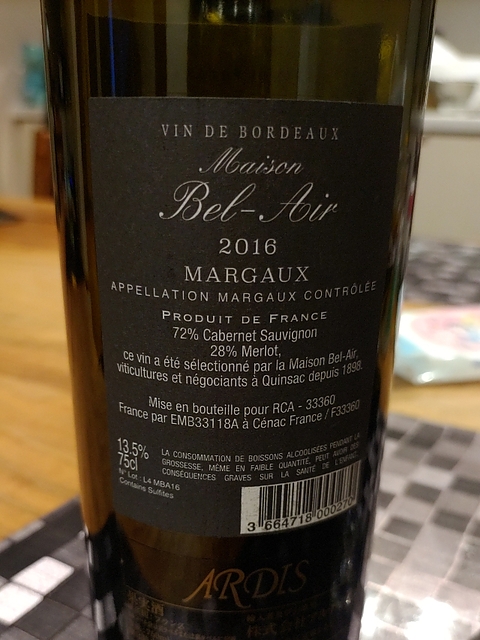 VIN DE BORDEAUX
Maison
Bel-Air
2016
MARGAUX
APPELLATION MARGAUX CONTRÔLÉE
PRODUIT DE FRANCE
72% Cabernet Sauvignon
28% Merlot,
ce vin a été sélectionné par la Maison Bel-Air,
viticultures et négociants à Quinsac depuis 1898.
Mise en bouteille pour RCA - 33360
France par EMB33118A à Cénac France / F33360
13.5%
75cl
N° Lot : L4 MBA16
Contains Sulfites
LA CONSOMMATION DE BOISSONS ALCOOLISÉES PENDANT LA
GROSSESSE, MÊME EN FAIBLE QUANTITÉ, PEUT AVOIR DES
CONSÉQUENCES GRAVES SUR LA SANTÉ DE L'ENFANT.
3 664718 000270
ARDIS